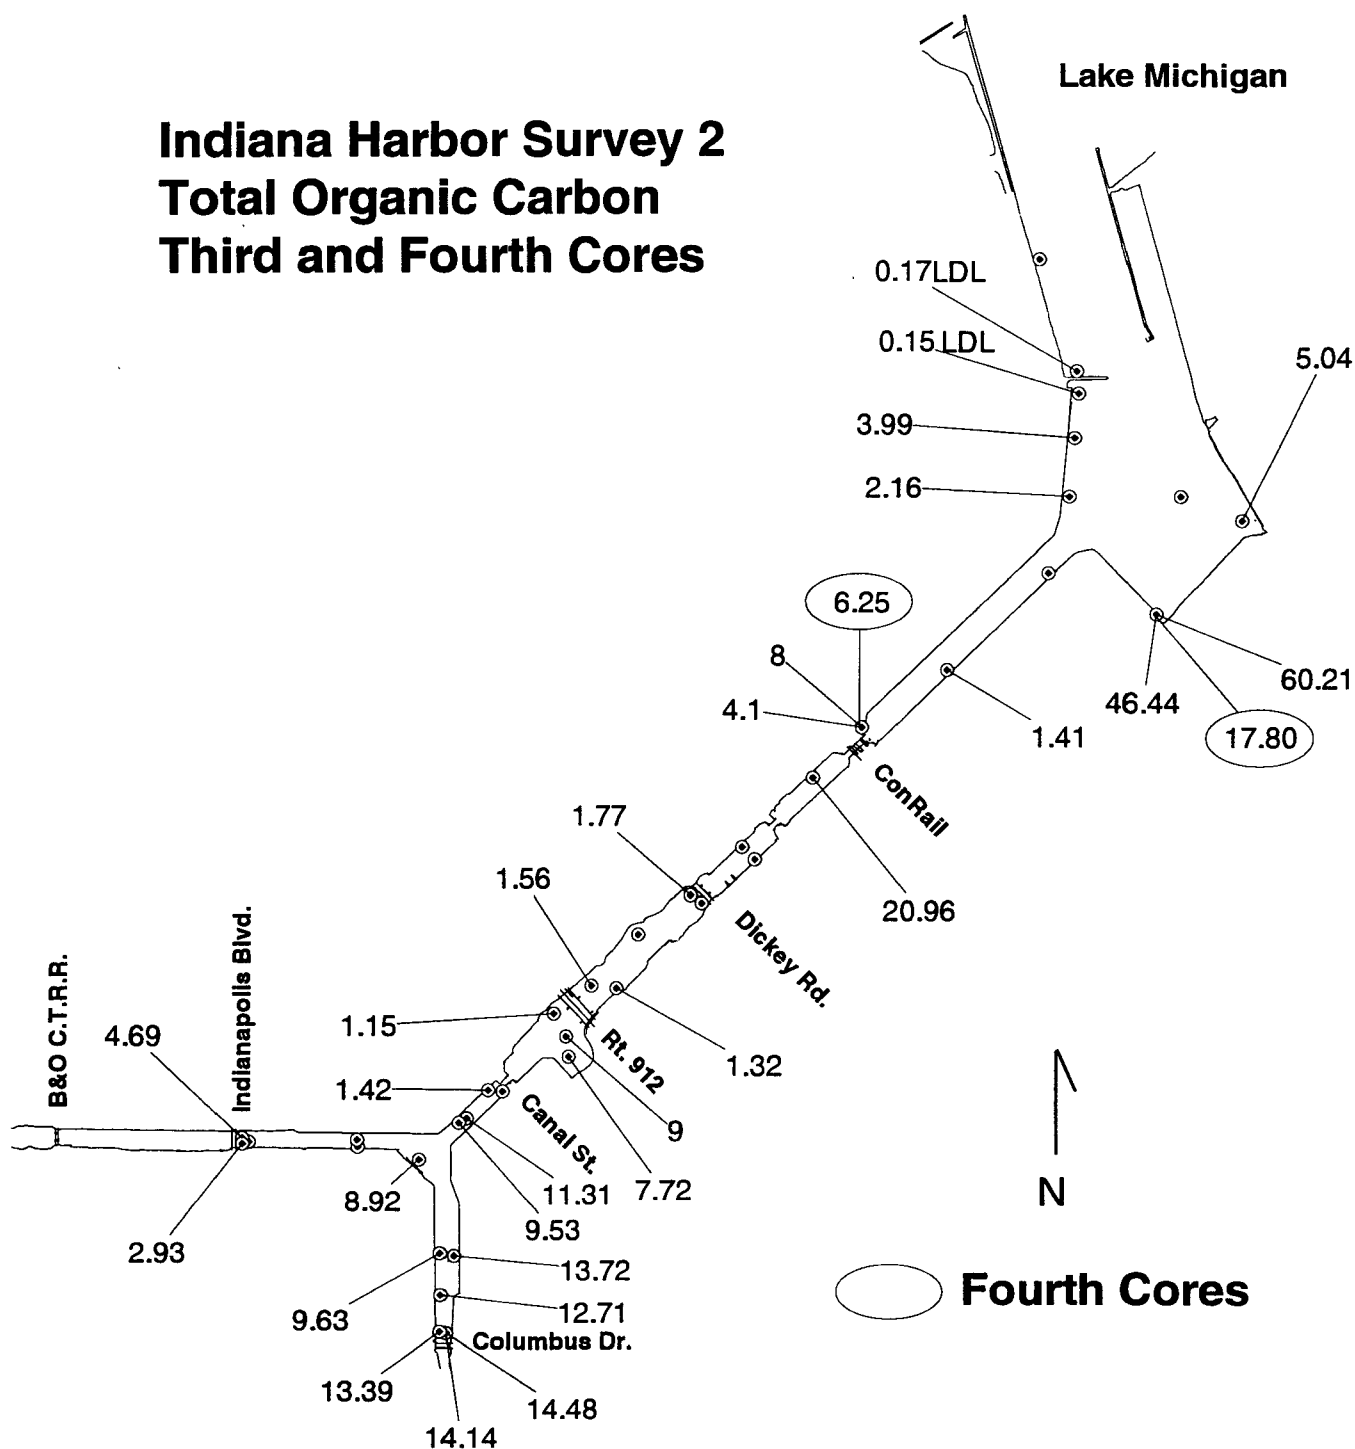 Lake Michigan
Indiana Harbor Survey 2
Total Organic Carbon
Third and Fourth Cores
0.17LDL
0.15LDL
5.04
3.99
2.16
6.25
8
4.1
60.21
46.44
17.80
1.41
ConRail
1.77
1.56
20.96
Dickey Rd.
Indianapolis Blvd.
B&O C.T.R.R.
4.69
1.15
Rt. 912
1.32
1.42
Canal St.
9
8.92
11.31
7.72
9.53
2.93
N
13.72
9.63
12.71
Fourth Cores
Columbus Dr.
13.39
14.48
14.14